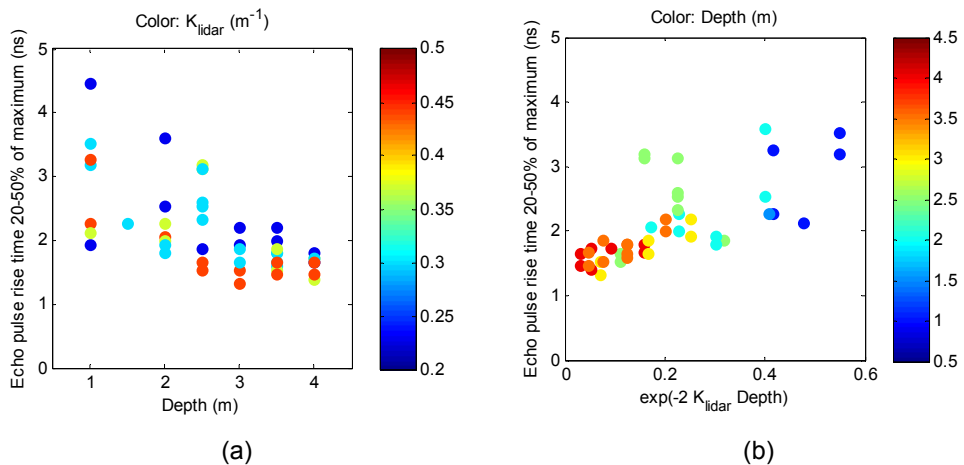 Color: K_lidar (m⁻¹)
Echo pulse rise time 20-50% of maximum (ns)
5
4
3
2
1
0
1 2 3 4
Depth (m)
0.5
0.45
0.4
0.35
0.3
0.25
0.2
(a)
Color: Depth (m)
Echo pulse rise time 20-50% of maximum (ns)
5
4
3
2
1
0
0 0.2 0.4 0.6
exp(-2 K_lidar Depth)
4.5
4
3.5
3
2.5
2
1.5
1
0.5
(b)